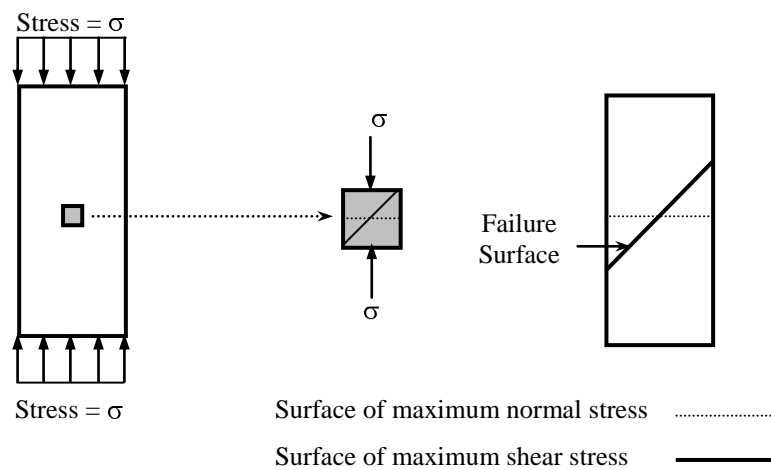 Stress = σ
σ
Failure
Surface
σ
Stress = σ
Surface of maximum normal stress
Surface of maximum shear stress